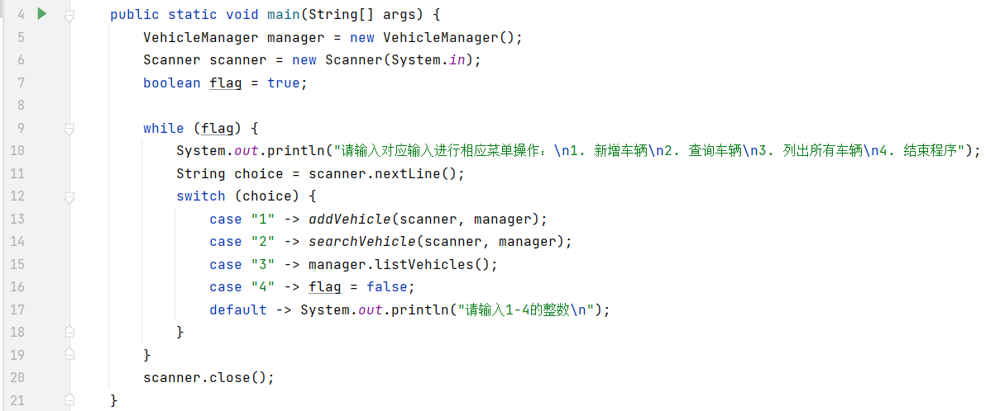 4 public static void main(String[] args) {
5 VehicleManager manager = new VehicleManager();
6 Scanner scanner = new Scanner(System.in);
7 boolean flag = true;
8
9 while (flag) {
10 System.out.println("请输入对应输入进行相应菜单操作：\n1. 新增车辆\n2. 查询车辆\n3. 列出所有车辆\n4. 结束程序");
11 String choice = scanner.nextLine();
12 switch (choice) {
13 case "1" -> addVehicle(scanner, manager);
14 case "2" -> searchVehicle(scanner, manager);
15 case "3" -> manager.listVehicles();
16 case "4" -> flag = false;
17 default -> System.out.println("请输入1-4的整数\n");
18 }
19 }
20 scanner.close();
21 }